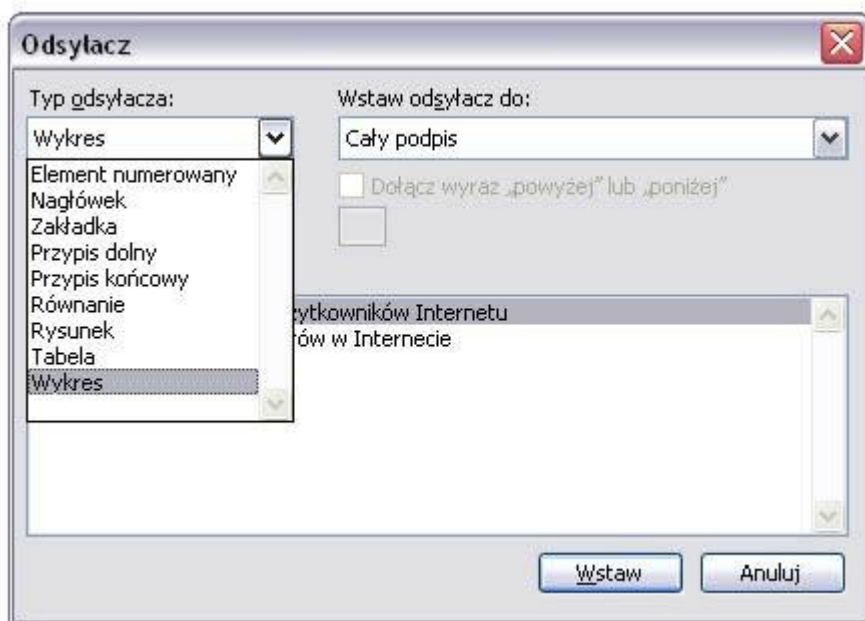 Odsyłacz
Typ odsyłacza:
Wstaw odsyłacz do:
Wykres
Cały podpis
Element numerowany
Nagłówek
Zakładka
Przypis dolny
Przypis końcowy
Równanie
Rysunek
Tabela
Wykres
Dołącz wyraz „powyżej” lub „poniżej”
Internetu
w Internecie
Wstaw
Anuluj